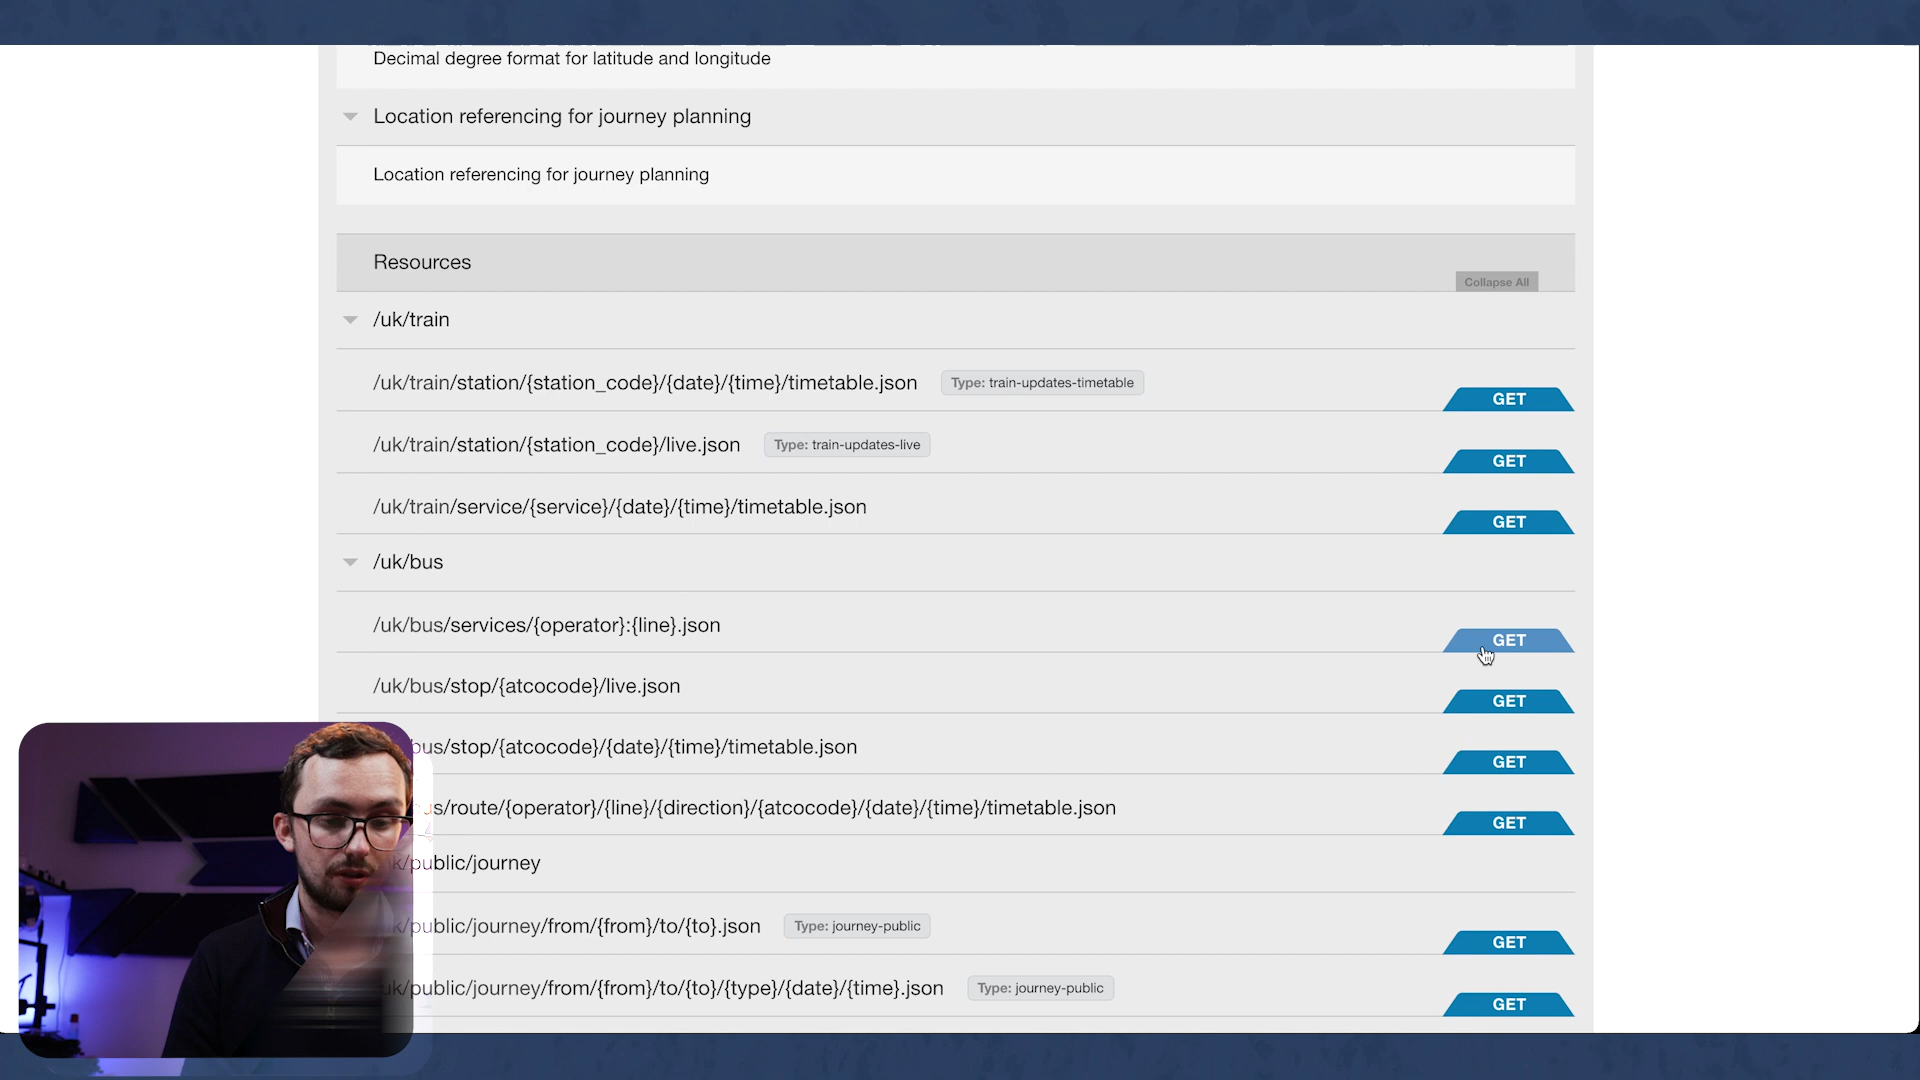 Decimal degree format for latitude and longitude
Location referencing for journey planning
Location referencing for journey planning
Resources
Collapse All
/uk/train
/uk/train/station/{station_code}/{date}/{time}/timetable.json Type: train-updates-timetable
GET
/uk/train/station/{station_code}/live.json Type: train-updates-live
GET
/uk/train/service/{service}/{date}/{time}/timetable.json
GET
/uk/bus
/uk/bus/services/{operator}:{line}.json
GET
/uk/bus/stop/{atcocode}/live.json
GET
bus/stop/{atcocode}/{date}/{time}/timetable.json
GET
us/route/{operator}/{line}/{direction}/{atcocode}/{date}/{time}/timetable.json
GET
k/public/journey
k/public/journey/from/{from}/to/{to}.json Type: journey-public
GET
uk/public/journey/from/{from}/to/{to}/{type}/{date}/{time}.json Type: journey-public
GET